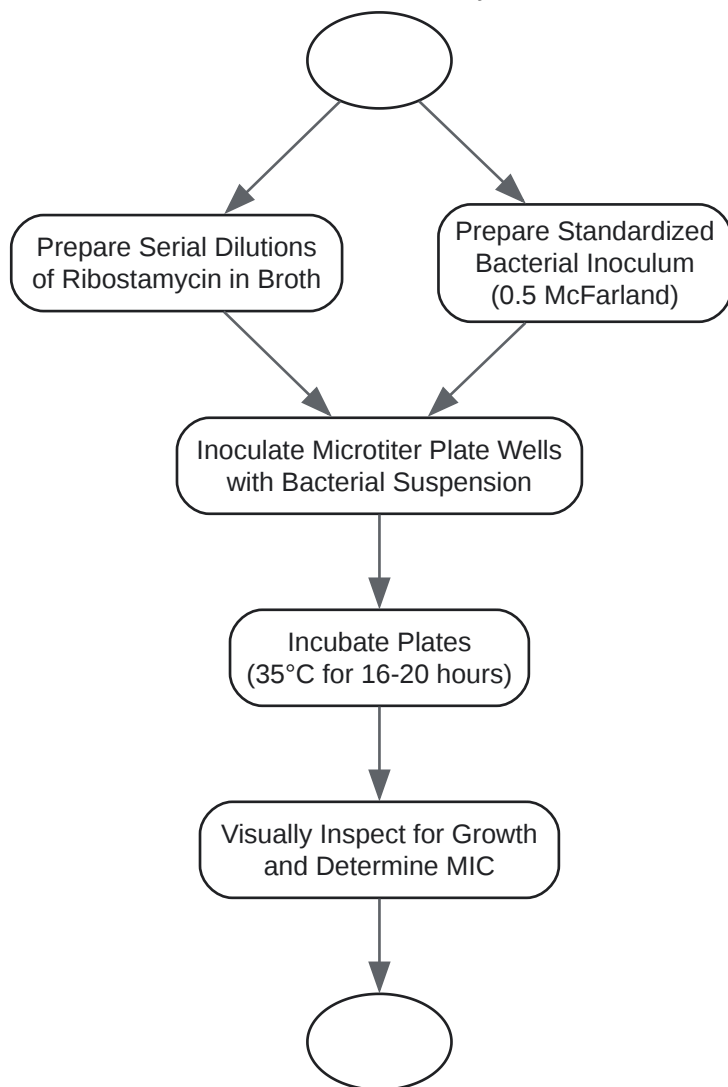 Prepare Serial Dilutions
of Ribostamycin in Broth
Prepare Standardized
Bacterial Inoculum
(0.5 McFarland)
Inoculate Microtiter Plate Wells
with Bacterial Suspension
Incubate Plates
(35°C for 16-20 hours)
Visually Inspect for Growth
and Determine MIC